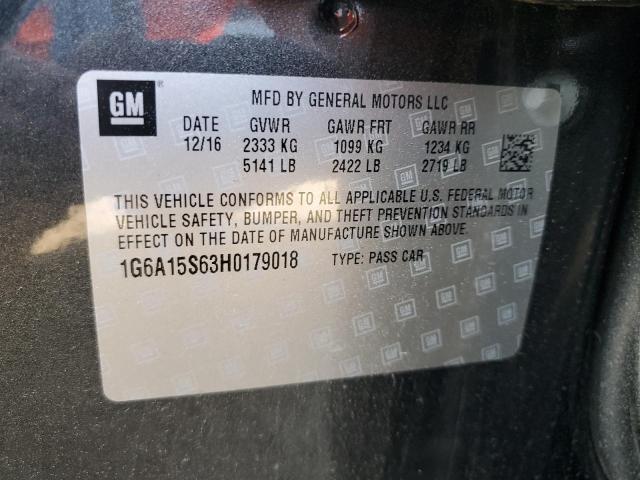 GM
®
MFD BY GENERAL MOTORS LLC
DATE GVWR GAWR FRT GAWR RR
12/16 2333 KG 1099 KG 1234 KG
5141 LB 2422 LB 2719 LB
THIS VEHICLE CONFORMS TO ALL APPLICABLE U.S. FEDERAL MOTOR
VEHICLE SAFETY, BUMPER, AND THEFT PREVENTION STANDARDS IN
EFFECT ON THE DATE OF MANUFACTURE SHOWN ABOVE.
1G6A15S63H0179018 TYPE: PASS CAR